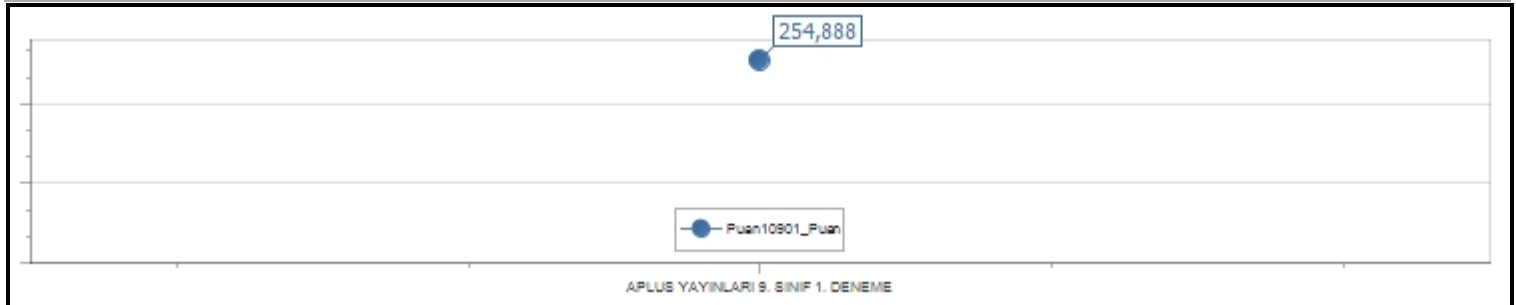 254,888
Puan10901_Puan
APLUS YAYINLARI 9. SINIF 1. DENEME